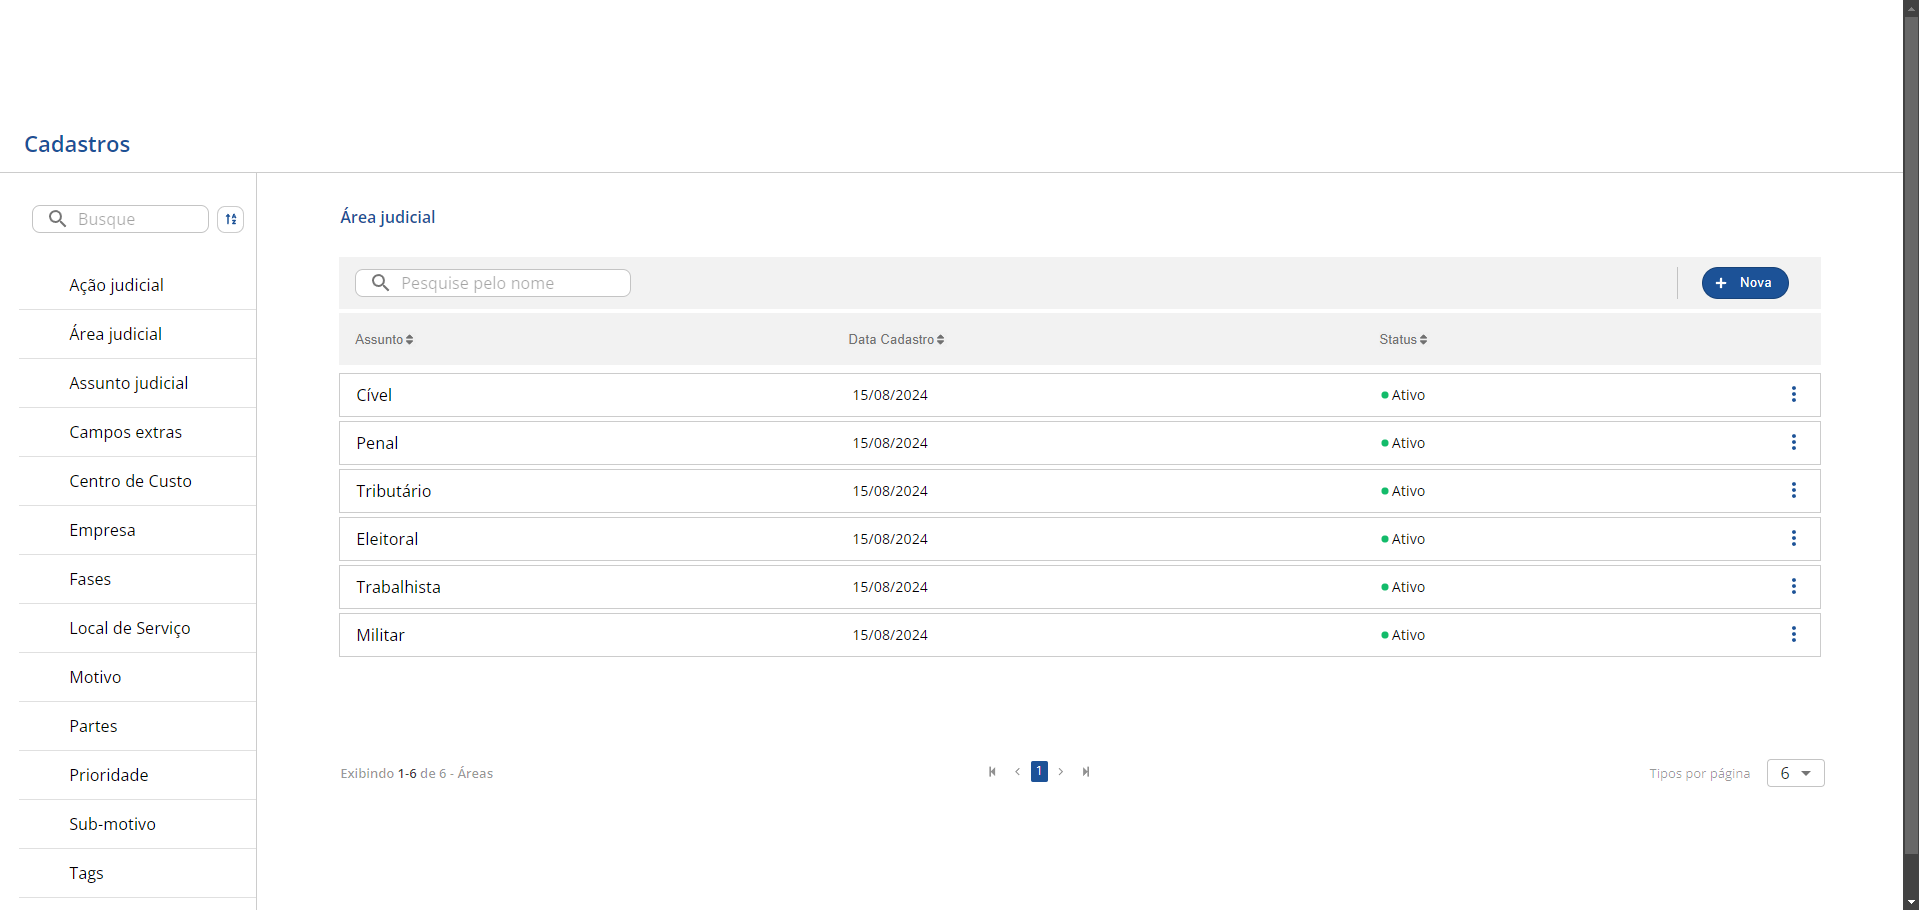 Cadastros
Busque
Ação judicial
Área judicial
Assunto judicial
Campos extras
Centro de Custo
Empresa
Fases
Local de Serviço
Motivo
Partes
Prioridade
Sub-motivo
Tags
Área judicial
Pesquise pelo nome
+ Nova
Assunto Data Cadastro Status
Cível 15/08/2024 Ativo
Penal 15/08/2024 Ativo
Tributário 15/08/2024 Ativo
Eleitoral 15/08/2024 Ativo
Trabalhista 15/08/2024 Ativo
Militar 15/08/2024 Ativo
Exibindo 1-6 de 6 - Áreas 1 Tipos por página 6